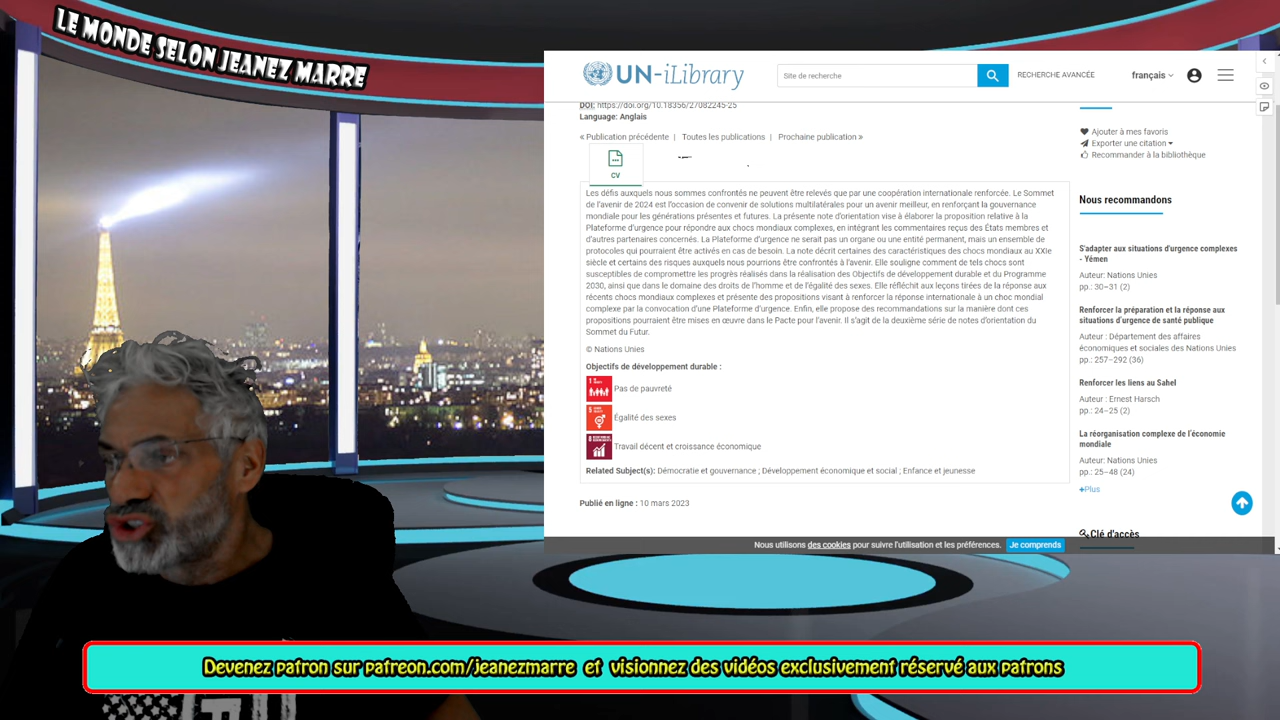 LE MONDE SELON JEANEZ MARRE
UN-iLibrary
Site de recherche
RECHERCHE AVANCÉE
français
DOI: https://doi.org/10.18356/27082245-25
Language: Anglais
« Publication précédente | Toutes les publications | Prochaine publication »
CV
Les défis auxquels nous sommes confrontés ne peuvent être relevés que par une coopération internationale renforcée. Le Sommet
de l'avenir de 2024 est l'occasion de convenir de solutions multilatérales pour un avenir meilleur, en renforçant la gouvernance
mondiale pour les générations présentes et futures. La présente note d'orientation vise à élaborer la proposition relative à la
Plateforme d'urgence pour répondre aux chocs mondiaux complexes, en intégrant les commentaires reçus des États membres et
d'autres partenaires concernés. La Plateforme d'urgence ne serait pas un organe ou une entité permanent, mais un ensemble de
protocoles qui pourraient être activés en cas de besoin. La note décrit certaines des caractéristiques des chocs mondiaux au XXIe
siècle et certains des risques auxquels nous pourrions être confrontés à l'avenir. Elle souligne comment de tels chocs sont
susceptibles de compromettre les progrès réalisés dans la réalisation des Objectifs de développement durable et du Programme
2030, ainsi que dans le domaine des droits de l'homme et de l'égalité des sexes. Elle réfléchit aux leçons tirées de la réponse aux
récents chocs mondiaux complexes et présente des propositions visant à renforcer la réponse internationale à un choc mondial
complexe par la convocation d'une Plateforme d'urgence. Enfin, elle propose des recommandations sur la manière dont ces
propositions pourraient être mises en œuvre dans le Pacte pour l'avenir. Il s'agit de la deuxième série de notes d'orientation du
Sommet du Futur.
© Nations Unies
Objectifs de développement durable :
Pas de pauvreté
Égalité des sexes
Travail décent et croissance économique
Related Subject(s): Démocratie et gouvernance ; Développement économique et social ; Enfance et jeunesse
Publié en ligne : 10 mars 2023
Ajouter à mes favoris
Exporter une citation
Recommander à la bibliothèque
Nous recommandons
S'adapter aux situations d'urgence complexes
- Yémen
Auteur: Nations Unies
pp.: 30–31 (2)
Renforcer la préparation et la réponse aux
situations d'urgence de santé publique
Auteur : Département des affaires
économiques et sociales des Nations Unies
pp.: 257–292 (36)
Renforcer les liens au Sahel
Auteur : Ernest Harsch
pp.: 24–25 (2)
La réorganisation complexe de l'économie
mondiale
Auteur: Nations Unies
pp.: 25–48 (24)
+Plus
Clé d'accès
Nous utilisons des cookies pour suivre l'utilisation et les préférences. Je comprends
Devenez patron sur patreon.com/jeanezmarre et visionnez des vidéos exclusivement réservé aux patrons